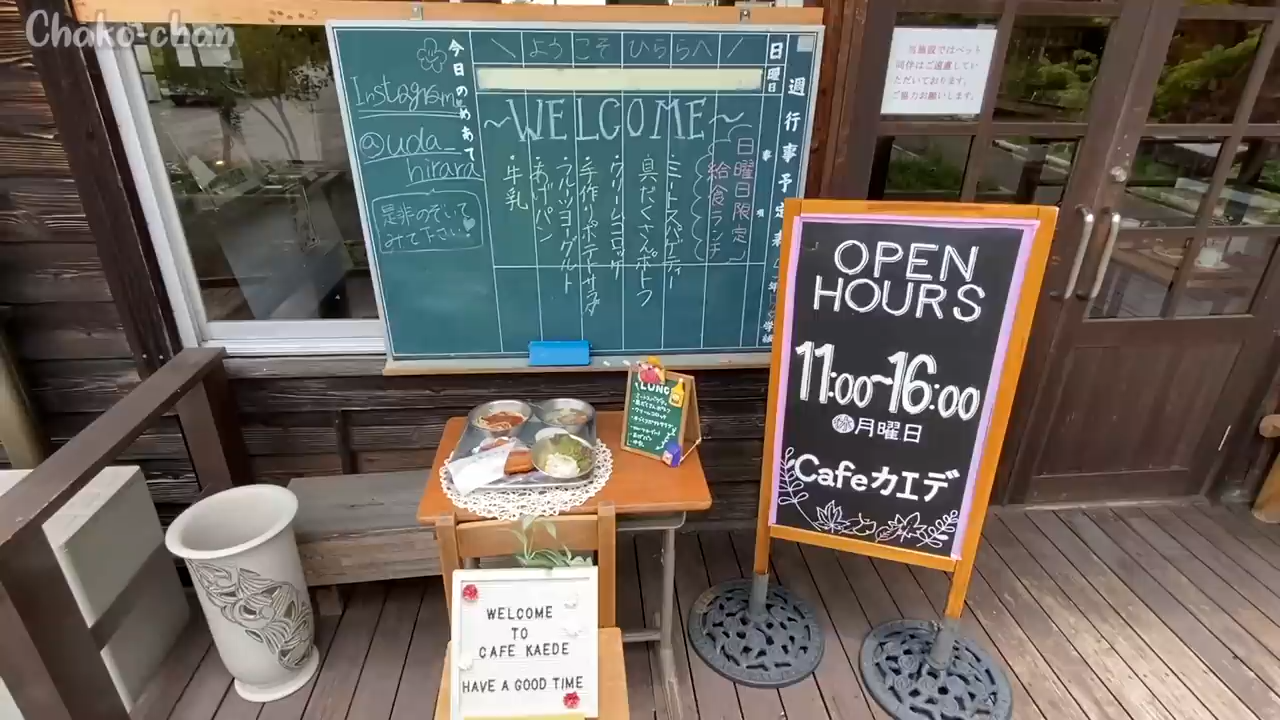 Chako-chan
＼ようこそひららへ／
今日のめあて
Instagram
@uda_
hirara
是非のぞいて
みて下さい
~WELCOME~
日曜日
週行事予定表
日曜日限定
給食ランチ
・ミートスパゲティー
・具だくさんポトフ
・クリームコロッケ
・手作りポテトサラダ
・フルーツヨーグルト
・あげパン
・牛乳
当施設ではペット
同伴はご遠慮してい
ただいております。
ご協力お願いします。
OPEN
HOURS
11:00~16:00
休月曜日
Cafeカエデ
LUNCH
WELCOME
TO
CAFE KAEDE
HAVE A GOOD TIME